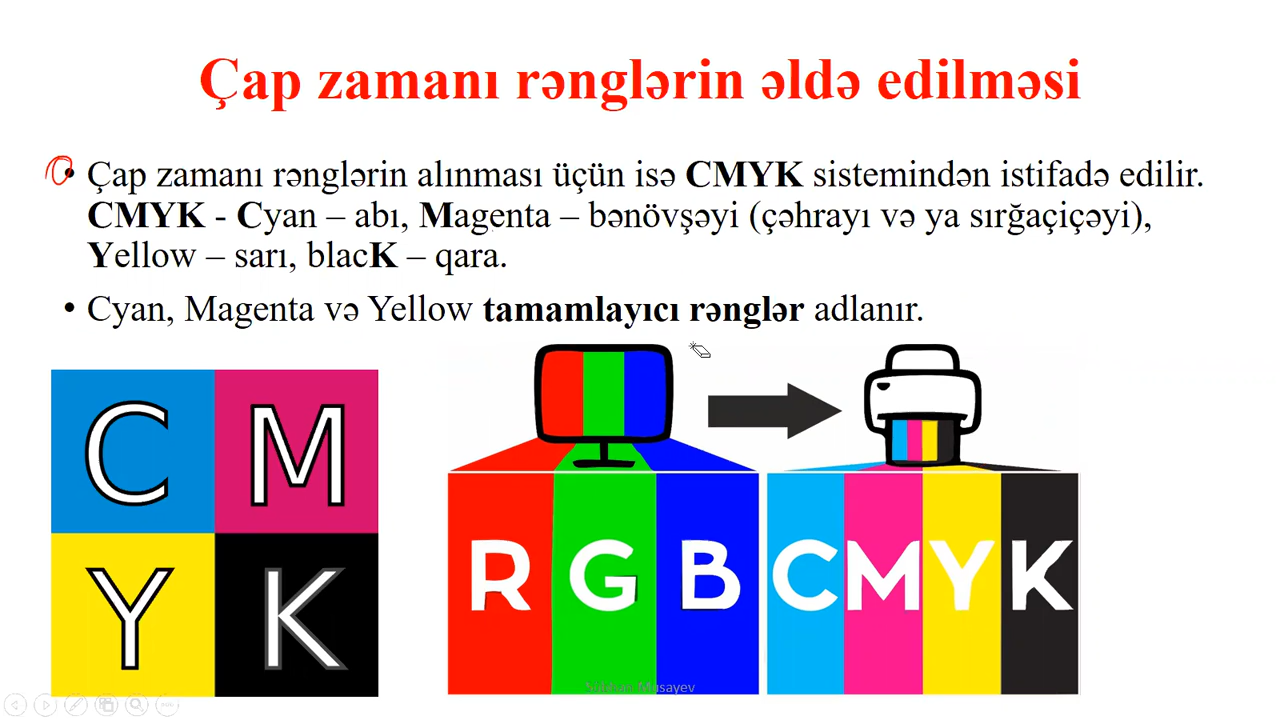 Çap zamanı rənglərin əldə edilməsi
• Çap zamanı rənglərin alınması üçün isə CMYK sistemindən istifadə edilir.
CMYK - Cyan – abı, Magenta – bənövşəyi (çəhrayı və ya sırğaçiçəyi),
Yellow – sarı, blacK – qara.
• Cyan, Magenta və Yellow tamamlayıcı rənglər adlanır.
C M
Y K
R G B C M Y K
Musayev